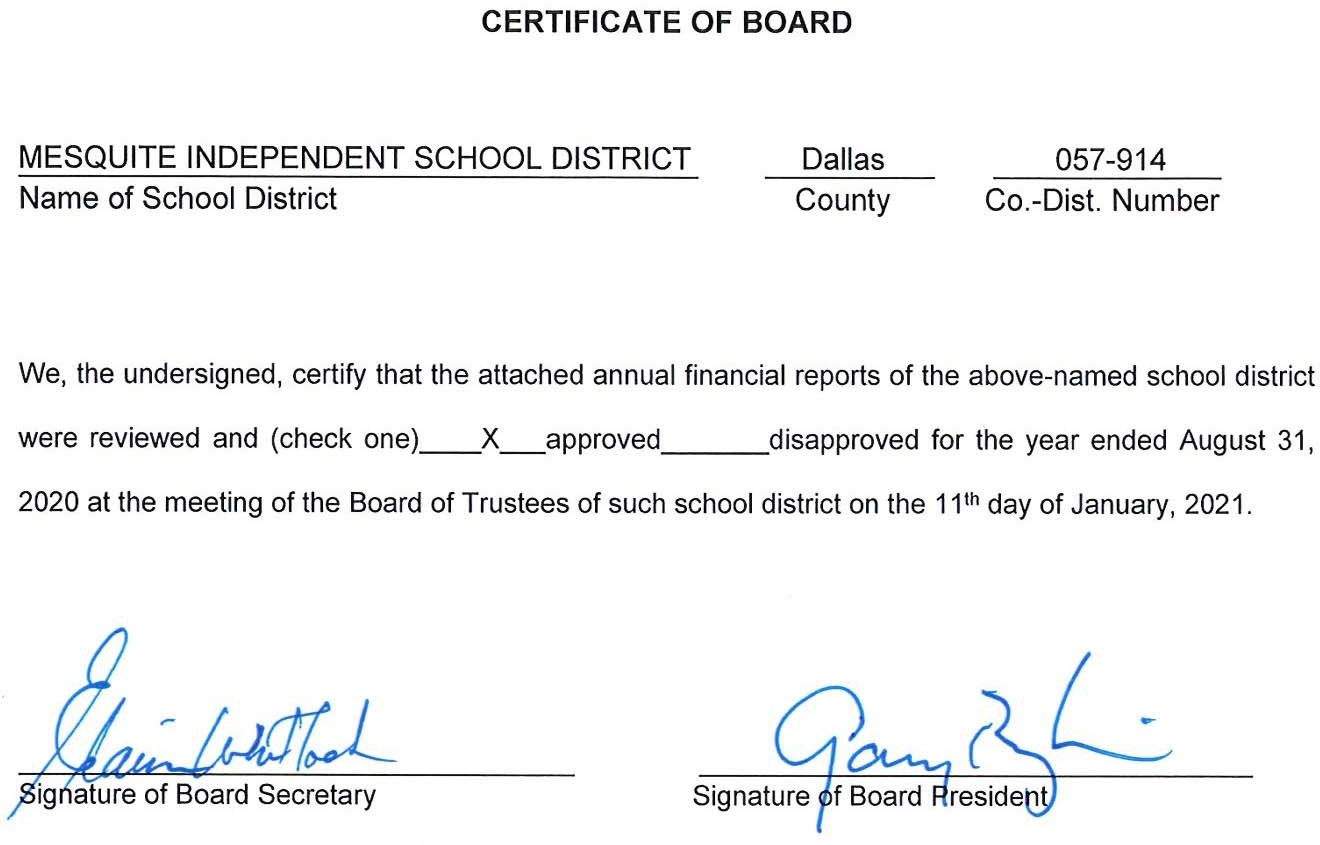 CERTIFICATE OF BOARD
MESQUITE INDEPENDENT SCHOOL DISTRICT Dallas 057-914
Name of School District County Co.-Dist. Number
We, the undersigned, certify that the attached annual financial reports of the above-named school district
were reviewed and (check one)____X___approved_______disapproved for the year ended August 31,
2020 at the meeting of the Board of Trustees of such school district on the 11th day of January, 2021.
Elaine Whitlock Gary
Signature of Board Secretary Signature of Board President